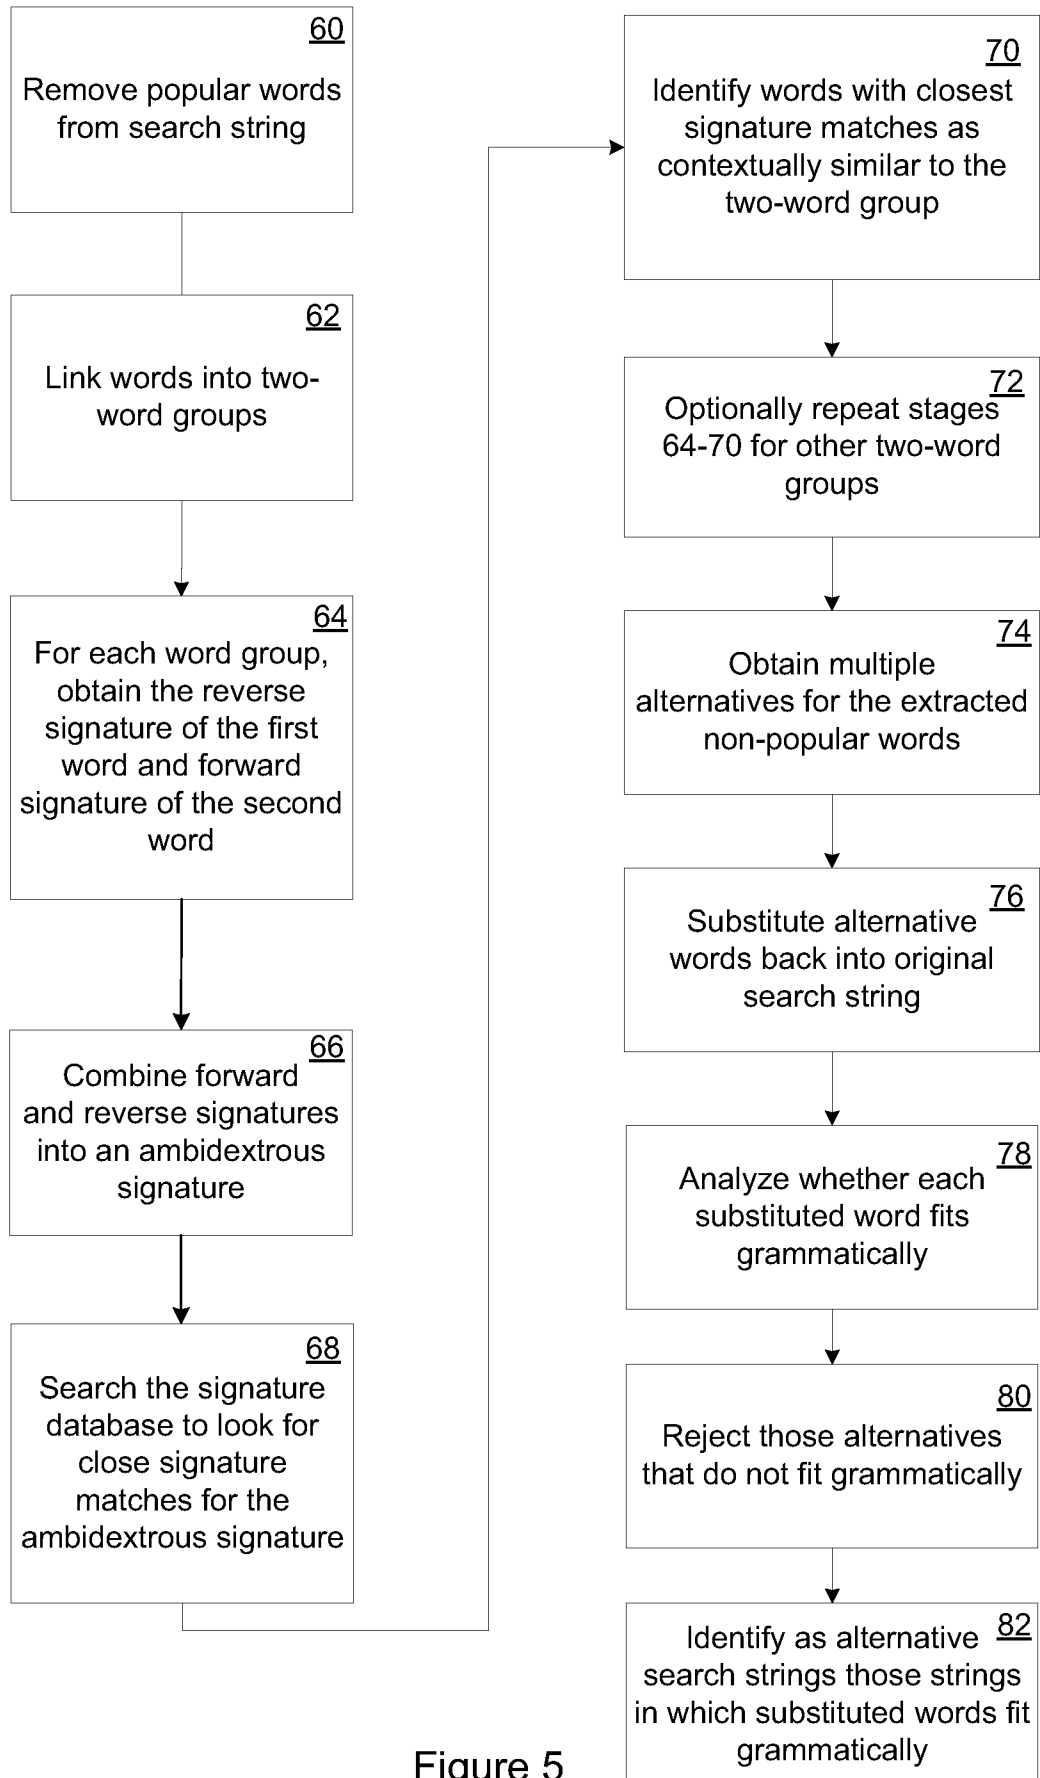 60
Remove popular words
from search string
62
Link words into two-
word groups
64
For each word group,
obtain the reverse
signature of the first
word and forward
signature of the second
word
66
Combine forward
and reverse signatures
into an ambidextrous
signature
68
Search the signature
database to look for
close signature
matches for the
ambidextrous signature
70
Identify words with closest
signature matches as
contextually similar to the
two-word group
72
Optionally repeat stages
64-70 for other two-word
groups
74
Obtain multiple
alternatives for the extracted
non-popular words
76
Substitute alternative
words back into original
search string
78
Analyze whether each
substituted word fits
grammatically
80
Reject those alternatives
that do not fit grammatically
82
Identify as alternative
search strings those strings
in which substituted words fit
grammatically
Figure 5